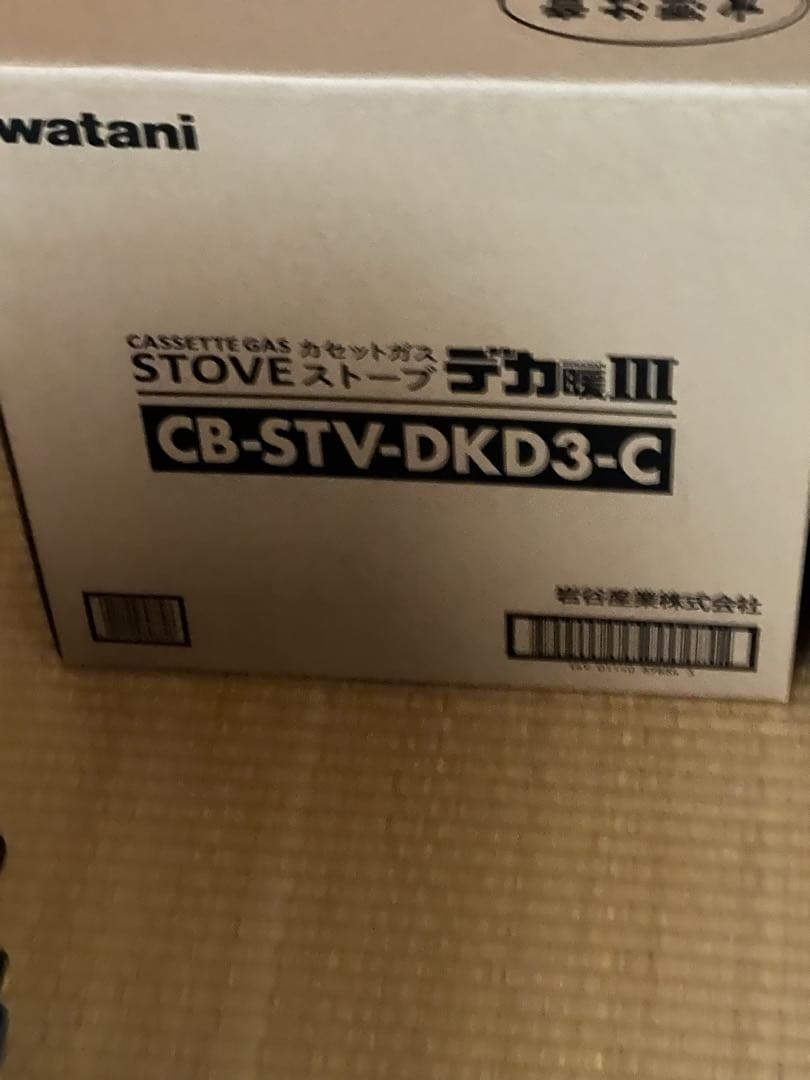 watani
CASSETTE GAS カセットガス
STOVE ストーブ デカ暖III
CB-STV-DKD3-C
岩谷産業株式会社